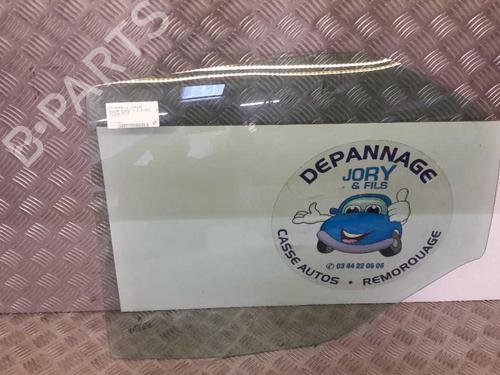 B-PARTS
DEPANNAGE
JORY
& FILS
03 44 22 06 06
CASSE AUTOS • REMORQUAGE